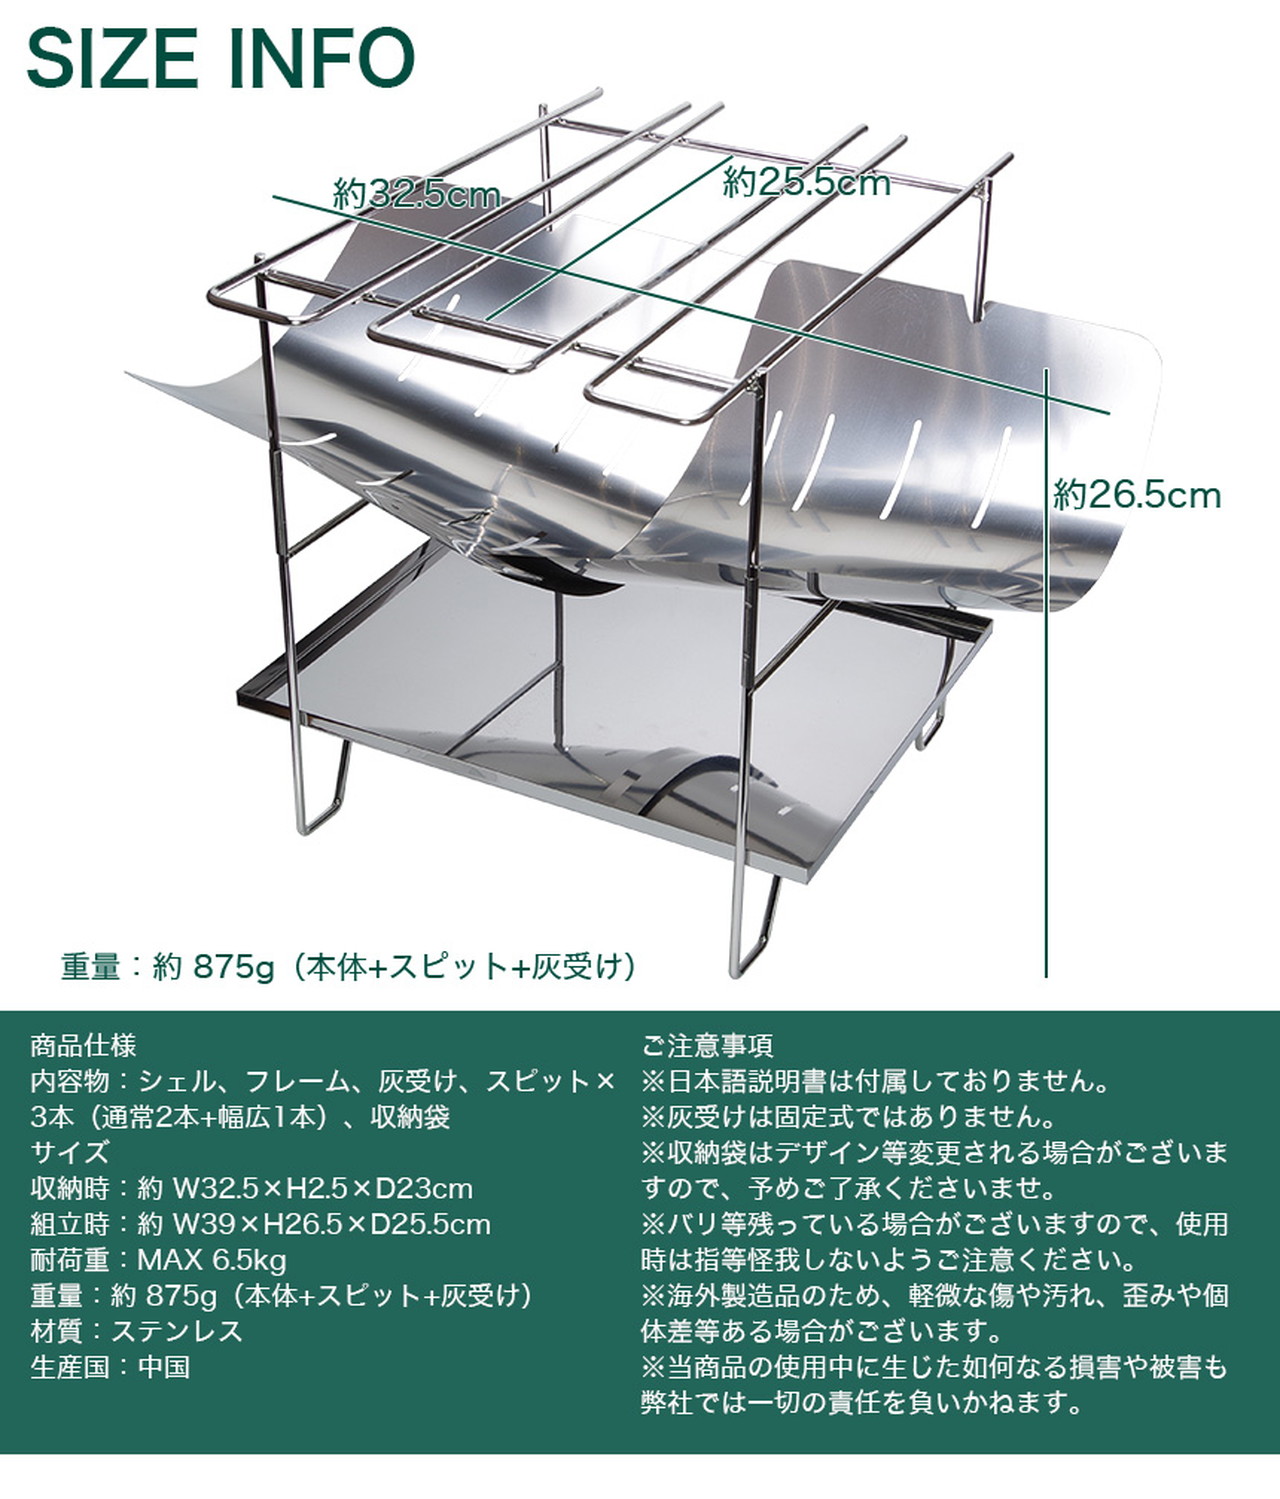 SIZE INFO
約32.5cm
約25.5cm
約26.5cm
重量：約 875g（本体+スピット+灰受け）
商品仕様
内容物：シェル、フレーム、灰受け、スピット×
3本（通常2本+幅広1本）、収納袋
サイズ
収納時：約 W32.5×H2.5×D23cm
組立時：約 W39×H26.5×D25.5cm
耐荷重：MAX 6.5kg
重量：約 875g（本体+スピット+灰受け）
材質：ステンレス
生産国：中国
ご注意事項
※日本語説明書は付属しておりません。
※灰受けは固定式ではありません。
※収納袋はデザイン等変更される場合がございま
すので、予めご了承くださいませ。
※バリ等残っている場合がございますので、使用
時は指等怪我しないようご注意ください。
※海外製造品のため、軽微な傷や汚れ、歪みや個
体差等ある場合がございます。
※当商品の使用中に生じた如何なる損害や被害も
弊社では一切の責任を負いかねます。